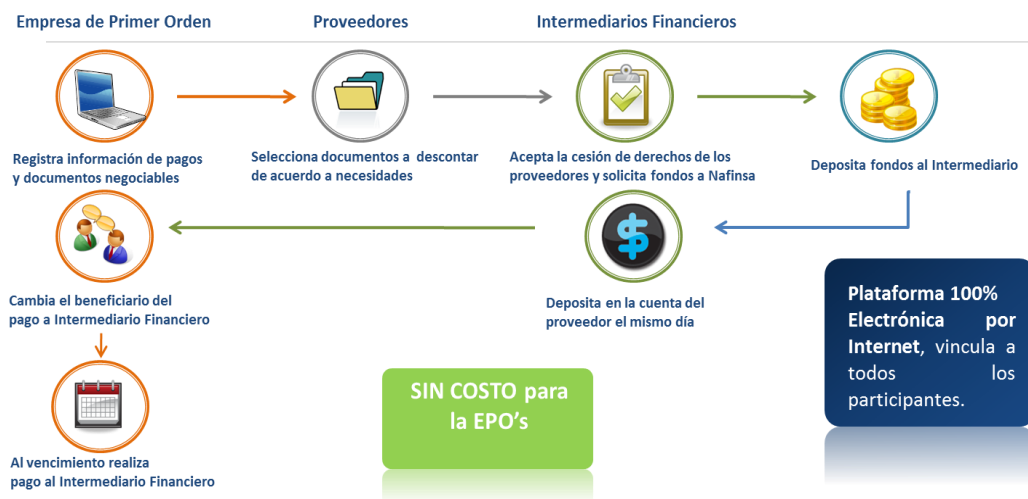 Empresa de Primer Orden
Proveedores
Intermediarios Financieros
Registra información de pagos
y documentos negociables
Selecciona documentos a descontar
de acuerdo a necesidades
Acepta la cesión de derechos de los
proveedores y solicita fondos a Nafinsa
Deposita fondos al Intermediario
Cambia el beneficiario del
pago a Intermediario Financiero
Deposita en la cuenta del
proveedor el mismo día
Plataforma 100%
Electrónica por
Internet, vincula a
todos los
participantes.
SIN COSTO para
la EPO's
Al vencimiento realiza
pago al Intermediario Financiero